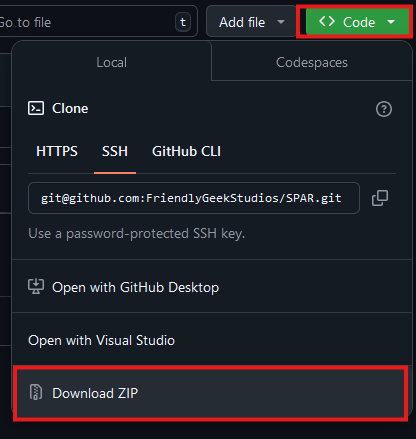 Go to file
t
Add file
<> Code
Local
Codespaces
Clone
?
HTTPS
SSH
GitHub CLI
git@github.com:FriendlyGeekStudios/SPAR.git
Use a password-protected SSH key.
Open with GitHub Desktop
Open with Visual Studio
Download ZIP